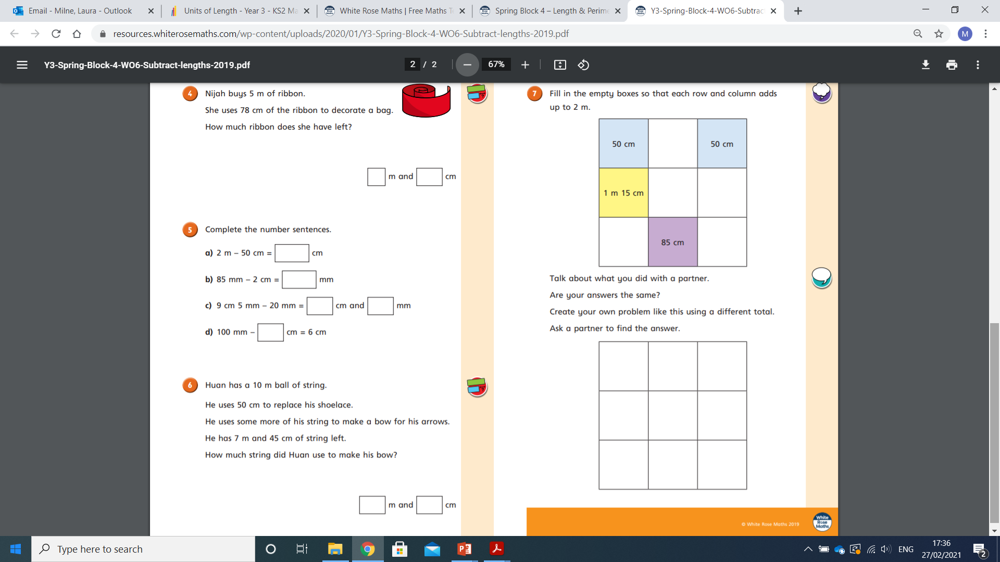 Email - Milne, Laura - Outlook
Units of Length - Year 3 - KS2 Ma
White Rose Maths | Free Maths Te
Spring Block 4 – Length & Perime
Y3-Spring-Block-4-WO6-Subtrac
resources.whiterosemaths.com/wp-content/uploads/2020/01/Y3-Spring-Block-4-WO6-Subtract-lengths-2019.pdf
M
Y3-Spring-Block-4-WO6-Subtract-lengths-2019.pdf
2 / 2
67%
4 Nijah buys 5 m of ribbon.
She uses 78 cm of the ribbon to decorate a bag.
How much ribbon does she have left?
m and cm
5 Complete the number sentences.
a) 2 m – 50 cm = cm
b) 85 mm – 2 cm = mm
c) 9 cm 5 mm – 20 mm = cm and mm
d) 100 mm – cm = 6 cm
6 Huan has a 10 m ball of string.
He uses 50 cm to replace his shoelace.
He uses some more of his string to make a bow for his arrows.
He has 7 m and 45 cm of string left.
How much string did Huan use to make his bow?
m and cm
7 Fill in the empty boxes so that each row and column adds
up to 2 m.
50 cm 50 cm
1 m 15 cm
85 cm
Talk about what you did with a partner.
Are your answers the same?
Create your own problem like this using a different total.
Ask a partner to find the answer.
© White Rose Maths 2019
White
Rose
Maths
Type here to search
ENG
17:36
27/02/2021
2